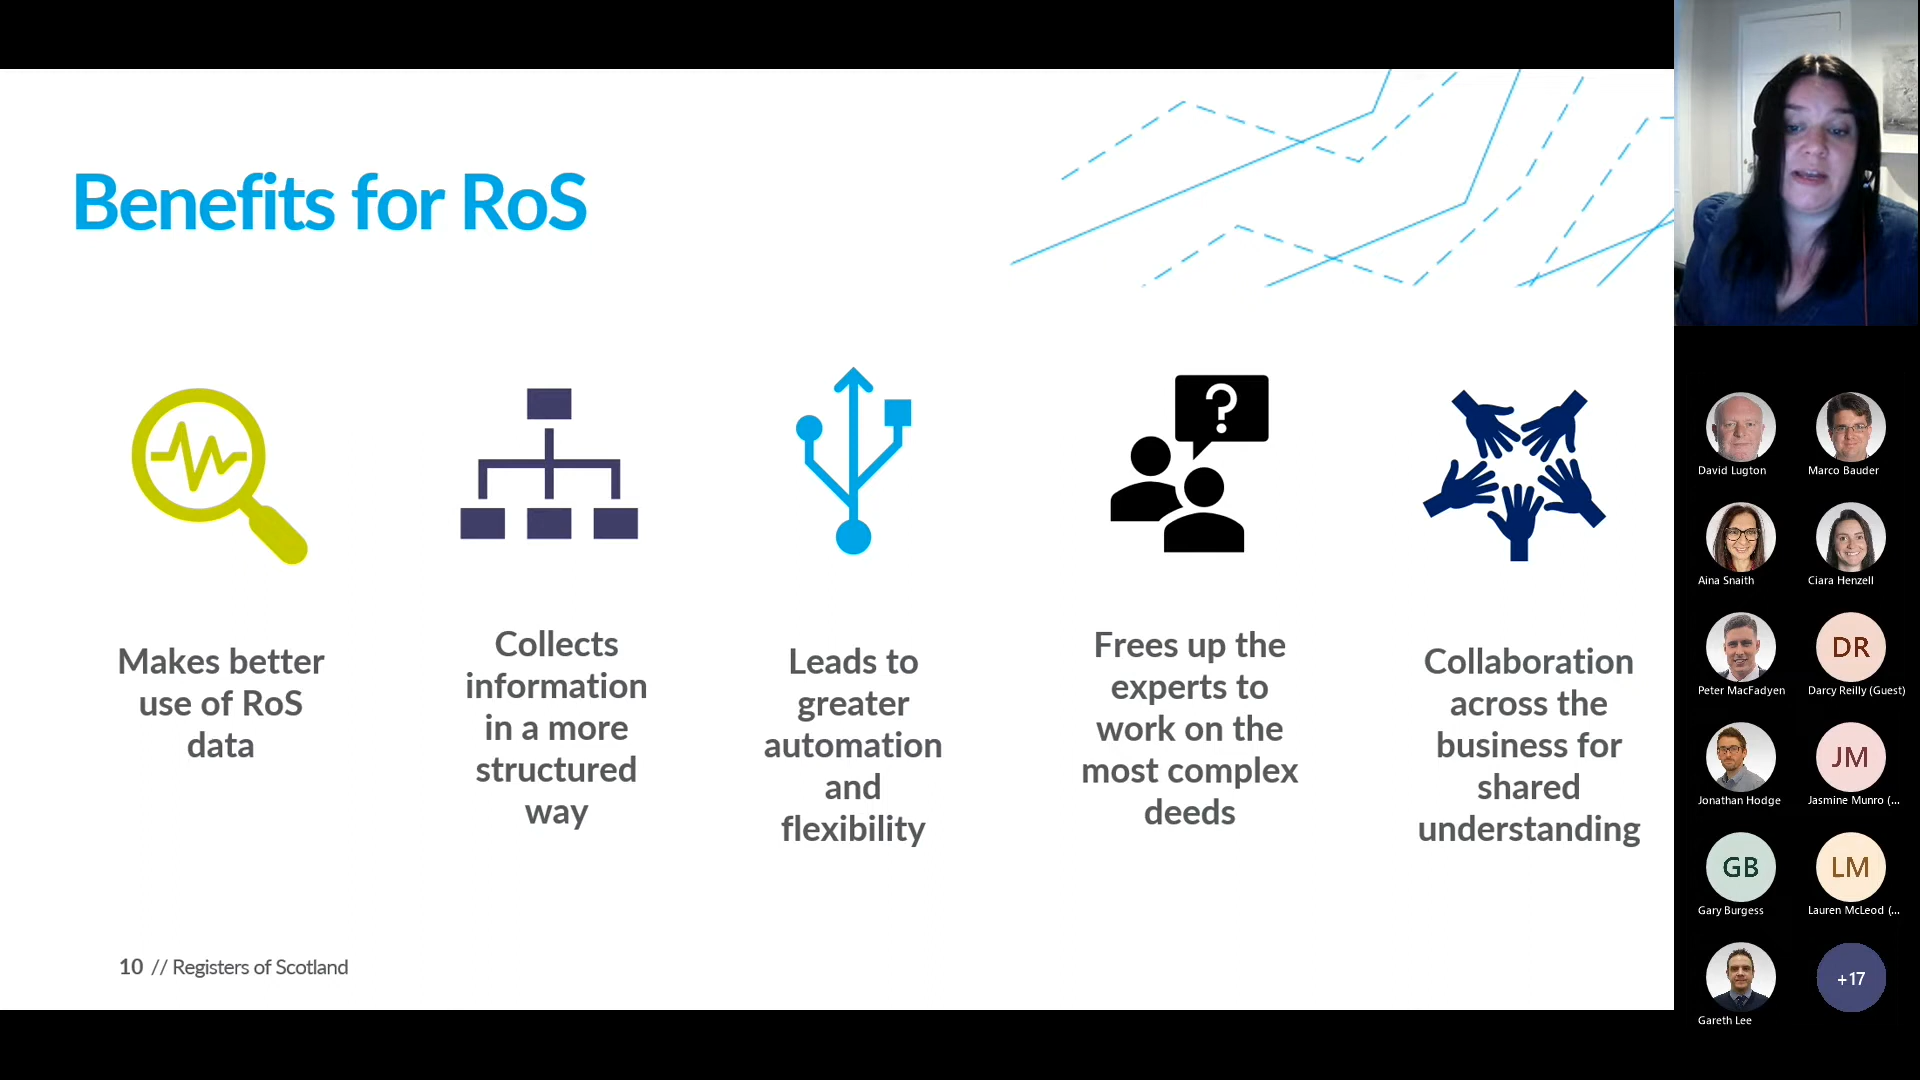 Benefits for RoS
?
Makes better
use of RoS
data
Collects
information
in a more
structured
way
Leads to
greater
automation
and
flexibility
Frees up the
experts to
work on the
most complex
deeds
Collaboration
across the
business for
shared
understanding
10 // Registers of Scotland
David Lugton
Marco Bauder
Aina Snaith
Ciara Henzell
Peter MacFadyen
DR
Darcy Reilly (Guest)
Jonathan Hodge
JM
Jasmine Munro (...
GB
Gary Burgess
LM
Lauren McLeod (...
Gareth Lee
+17